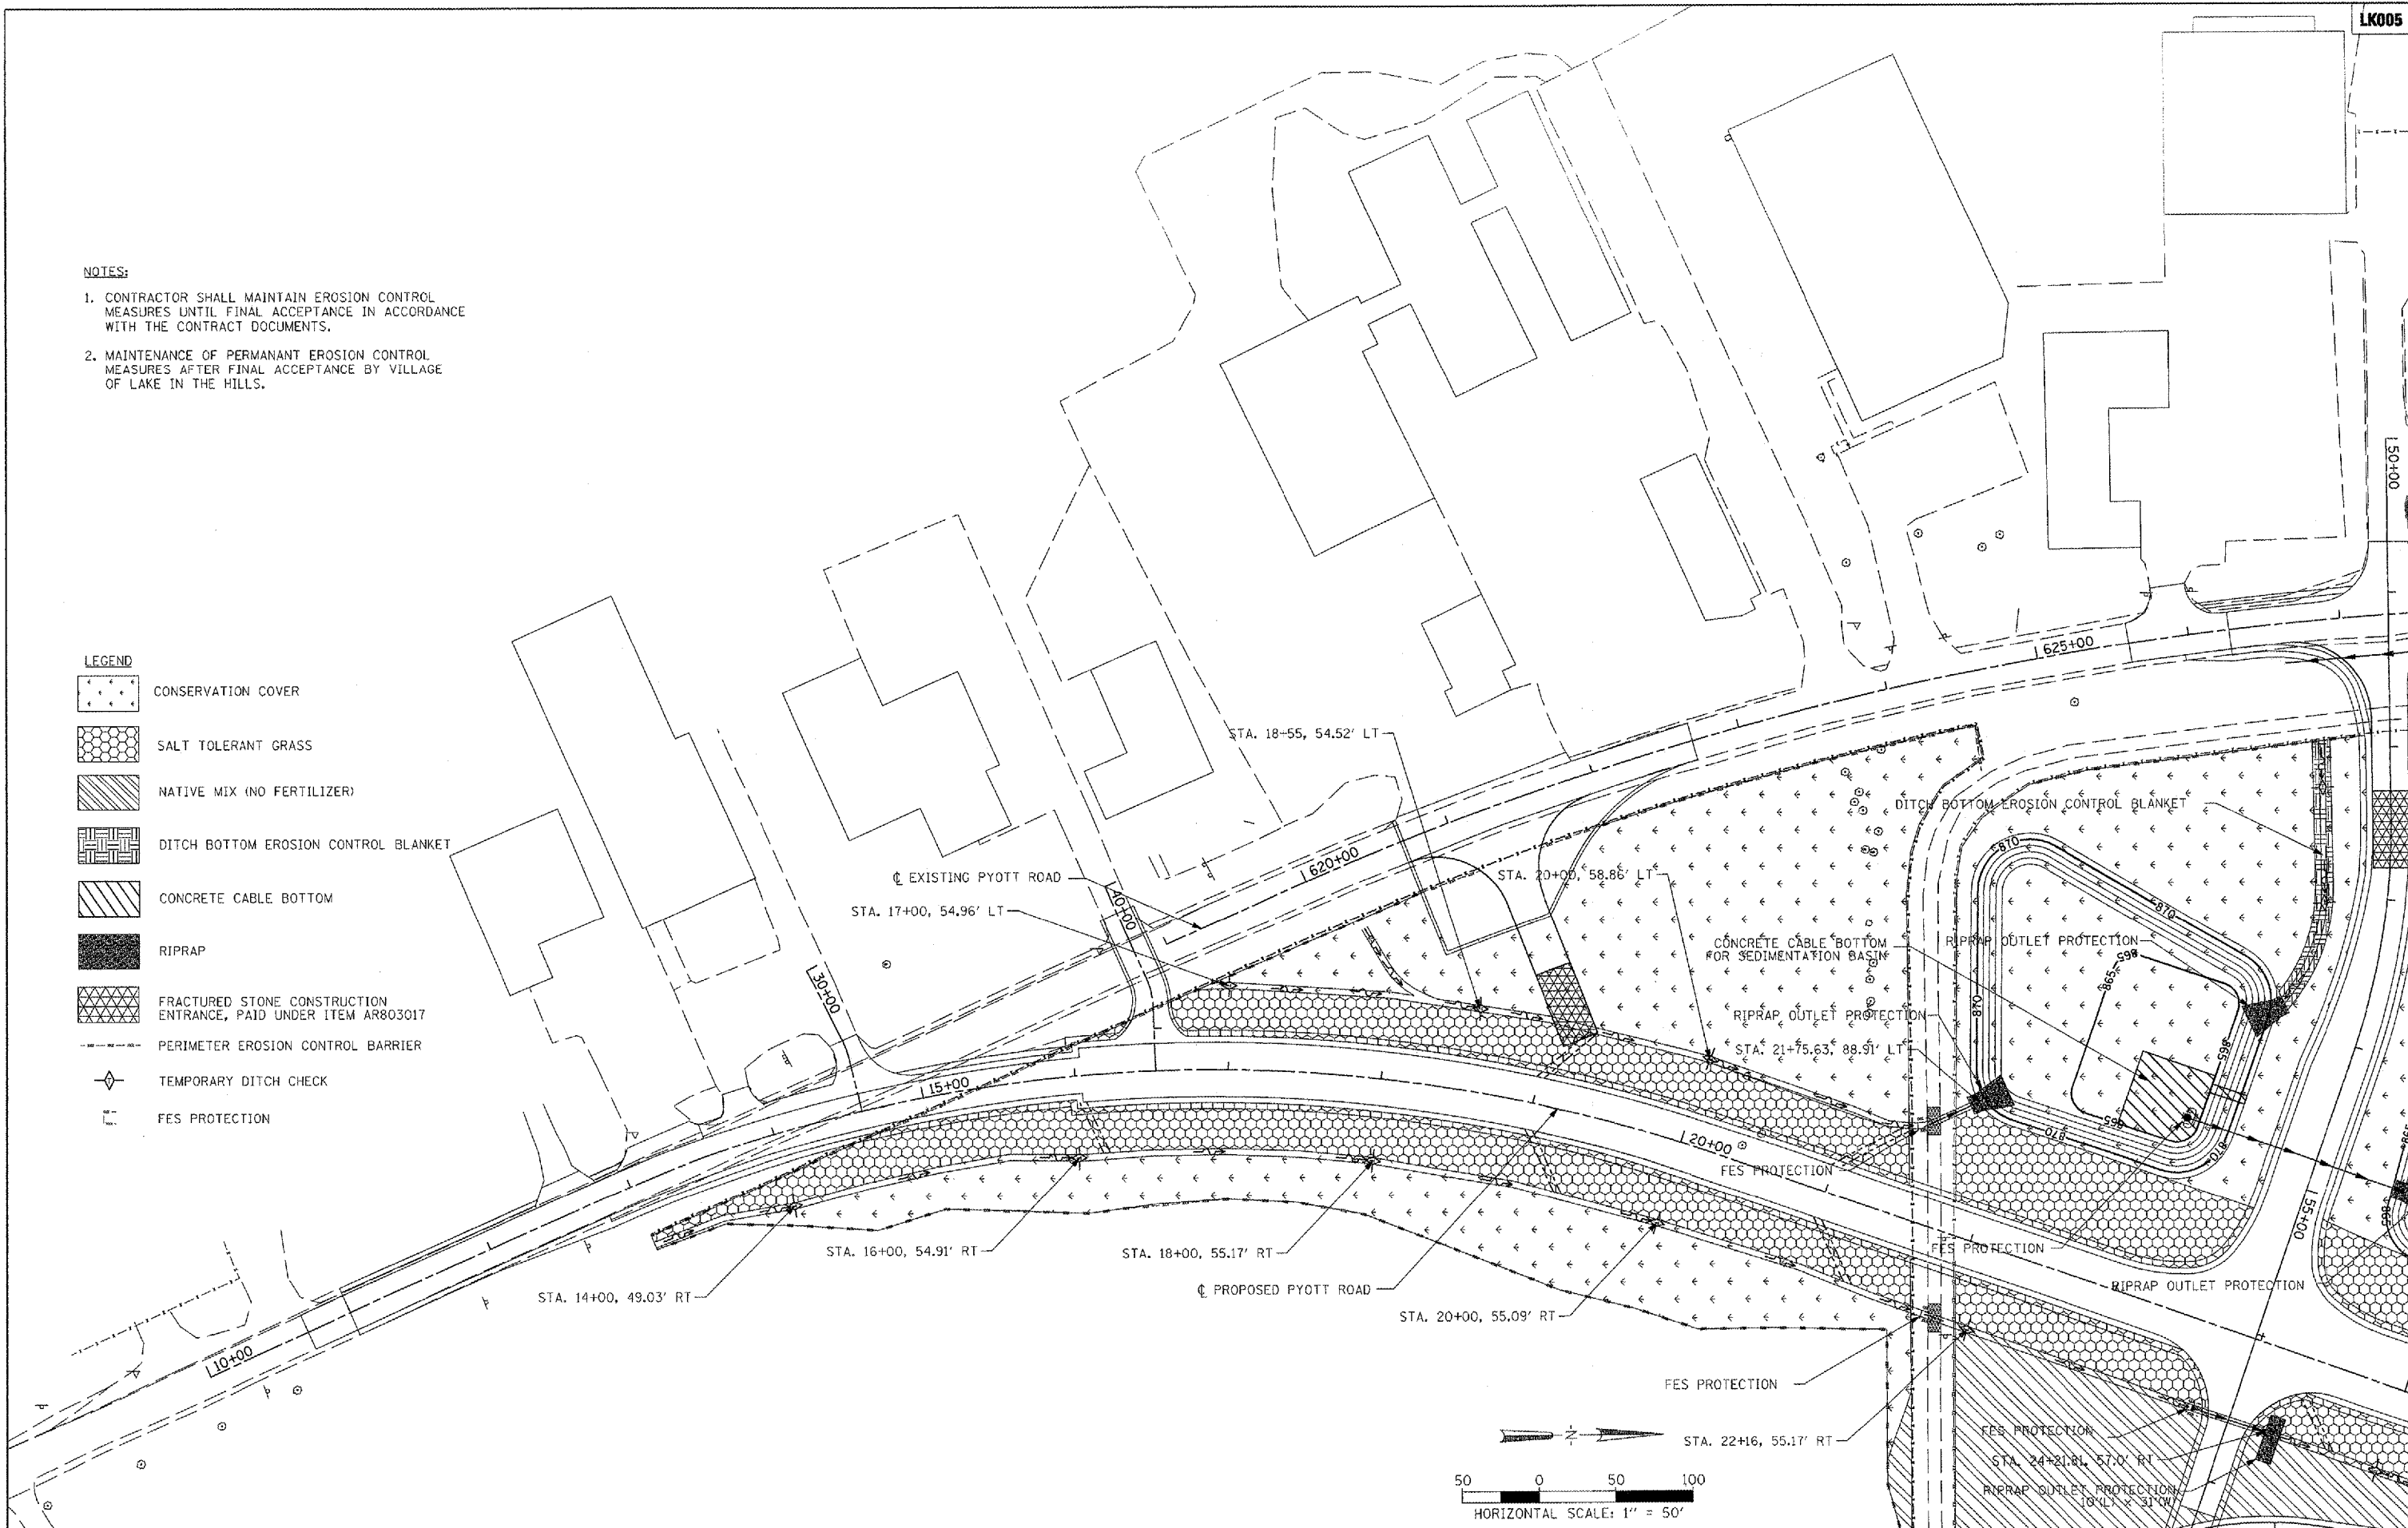 LK005
NOTES:
1. CONTRACTOR SHALL MAINTAIN EROSION CONTROL
MEASURES UNTIL FINAL ACCEPTANCE IN ACCORDANCE
WITH THE CONTRACT DOCUMENTS.
2. MAINTENANCE OF PERMANANT EROSION CONTROL
MEASURES AFTER FINAL ACCEPTANCE BY VILLAGE
OF LAKE IN THE HILLS.
LEGEND
CONSERVATION COVER
SALT TOLERANT GRASS
NATIVE MIX (NO FERTILIZER)
DITCH BOTTOM EROSION CONTROL BLANKET
CONCRETE CABLE BOTTOM
RIPRAP
FRACTURED STONE CONSTRUCTION
ENTRANCE, PAID UNDER ITEM AR803017
PERIMETER EROSION CONTROL BARRIER
TEMPORARY DITCH CHECK
FES PROTECTION
50+00
625+00
STA. 18+55, 54.52' LT
DITCH BOTTOM EROSION CONTROL BLANKET
870
620+00
℄ EXISTING PYOTT ROAD
STA. 20+00, 58.86' LT
40+00
STA. 17+00, 54.96' LT
870
CONCRETE CABLE BOTTOM
FOR SEDIMENTATION BASIN
RIPRAP OUTLET PROTECTION
865
865
30+00
870
RIPRAP OUTLET PROTECTION
STA. 21+75.63, 88.91' LT
865
15+00
865
870
870
20+00
FES PROTECTION
55+00
865
STA. 16+00, 54.91' RT
STA. 18+00, 55.17' RT
FES PROTECTION
RIPRAP OUTLET PROTECTION
STA. 14+00, 49.03' RT
℄ PROPOSED PYOTT ROAD
STA. 20+00, 55.09' RT
10+00
FES PROTECTION
FES PROTECTION
STA. 22+16, 55.17' RT
STA. 24+21.81, 57.0' RT
RIPRAP OUTLET PROTECTION
10'(L) x 31'(W)
N
50 0 50 100
HORIZONTAL SCALE: 1" = 50'